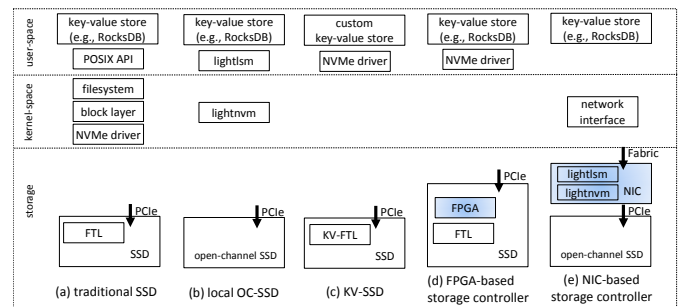 user-space
key-value store
(e.g., RocksDB)
POSIX API
key-value store
(e.g., RocksDB)
lightlsm
custom
key-value store
NVMe driver
key-value store
(e.g., RocksDB)
NVMe driver
key-value store
(e.g., RocksDB)
kernel-space
filesystem
block layer
NVMe driver
lightnvm
network
interface
storage
PCIe
FTL
SSD
PCIe
open-channel SSD
PCIe
KV-FTL
SSD
PCIe
FPGA
FTL
SSD
Fabric
lightlsm
lightnvm
NIC
PCIe
open-channel SSD
(a) traditional SSD
(b) local OC-SSD
(c) KV-SSD
(d) FPGA-based
storage controller
(e) NIC-based
storage controller